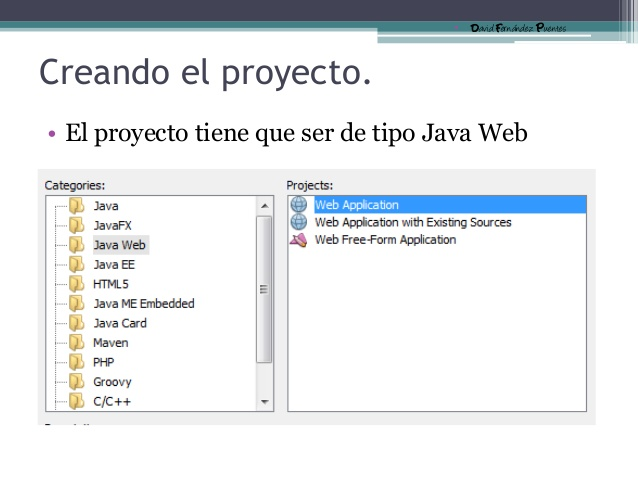 David Fernández Puentes
Creando el proyecto.
• El proyecto tiene que ser de tipo Java Web
Categories:
Java
JavaFX
Java Web
Java EE
HTML5
Java ME Embedded
Java Card
Maven
PHP
Groovy
C/C++
Projects:
Web Application
Web Application with Existing Sources
Web Free-Form Application